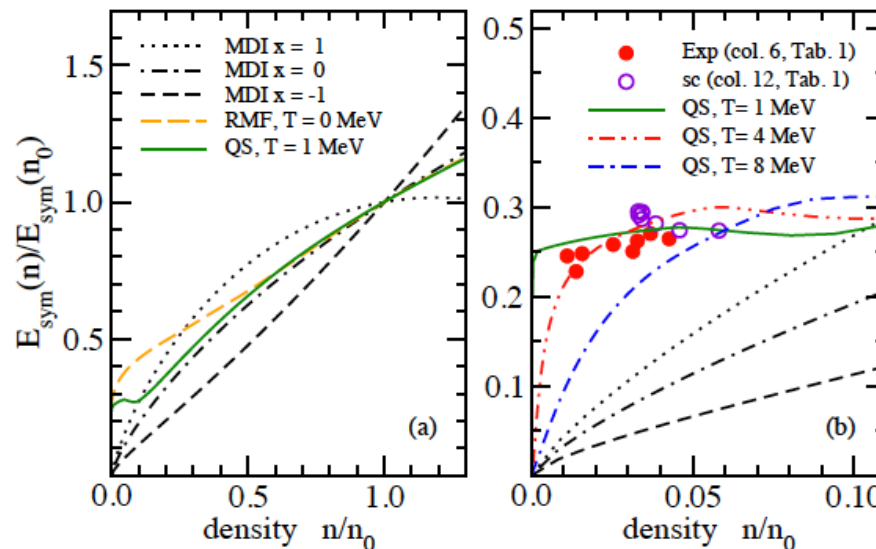 E_sym(n)/E_sym(n_0)
1.5
1.0
0.5
MDI x = 1
MDI x = 0
MDI x = -1
RMF, T = 0 MeV
QS, T = 1 MeV
(a)
0.0 0.5 1.0
density n/n_0
0.5
0.4
0.3
0.2
0.1
Exp (col. 6, Tab. 1)
sc (col. 12, Tab. 1)
QS, T= 1 MeV
QS, T= 4 MeV
QS, T= 8 MeV
(b)
0.0 0.05 0.10
density n/n_0